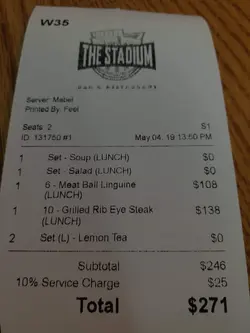 W35
THE STADIUM
BAR & RESTAURANT
Server: Mabel
Printed By: Feel
Seats: 2 S1
ID: 131750 #1 May.04, 19 13:50 PM
1 Set - Soup (LUNCH) $0
1 Set - Salad (LUNCH) $0
1 6 - Meat Ball Linguine $108
(LUNCH)
1 10 - Grilled Rib Eye Steak $138
(LUNCH)
2 Set (L) - Lemon Tea $0
Subtotal $246
10% Service Charge $25
Total $271